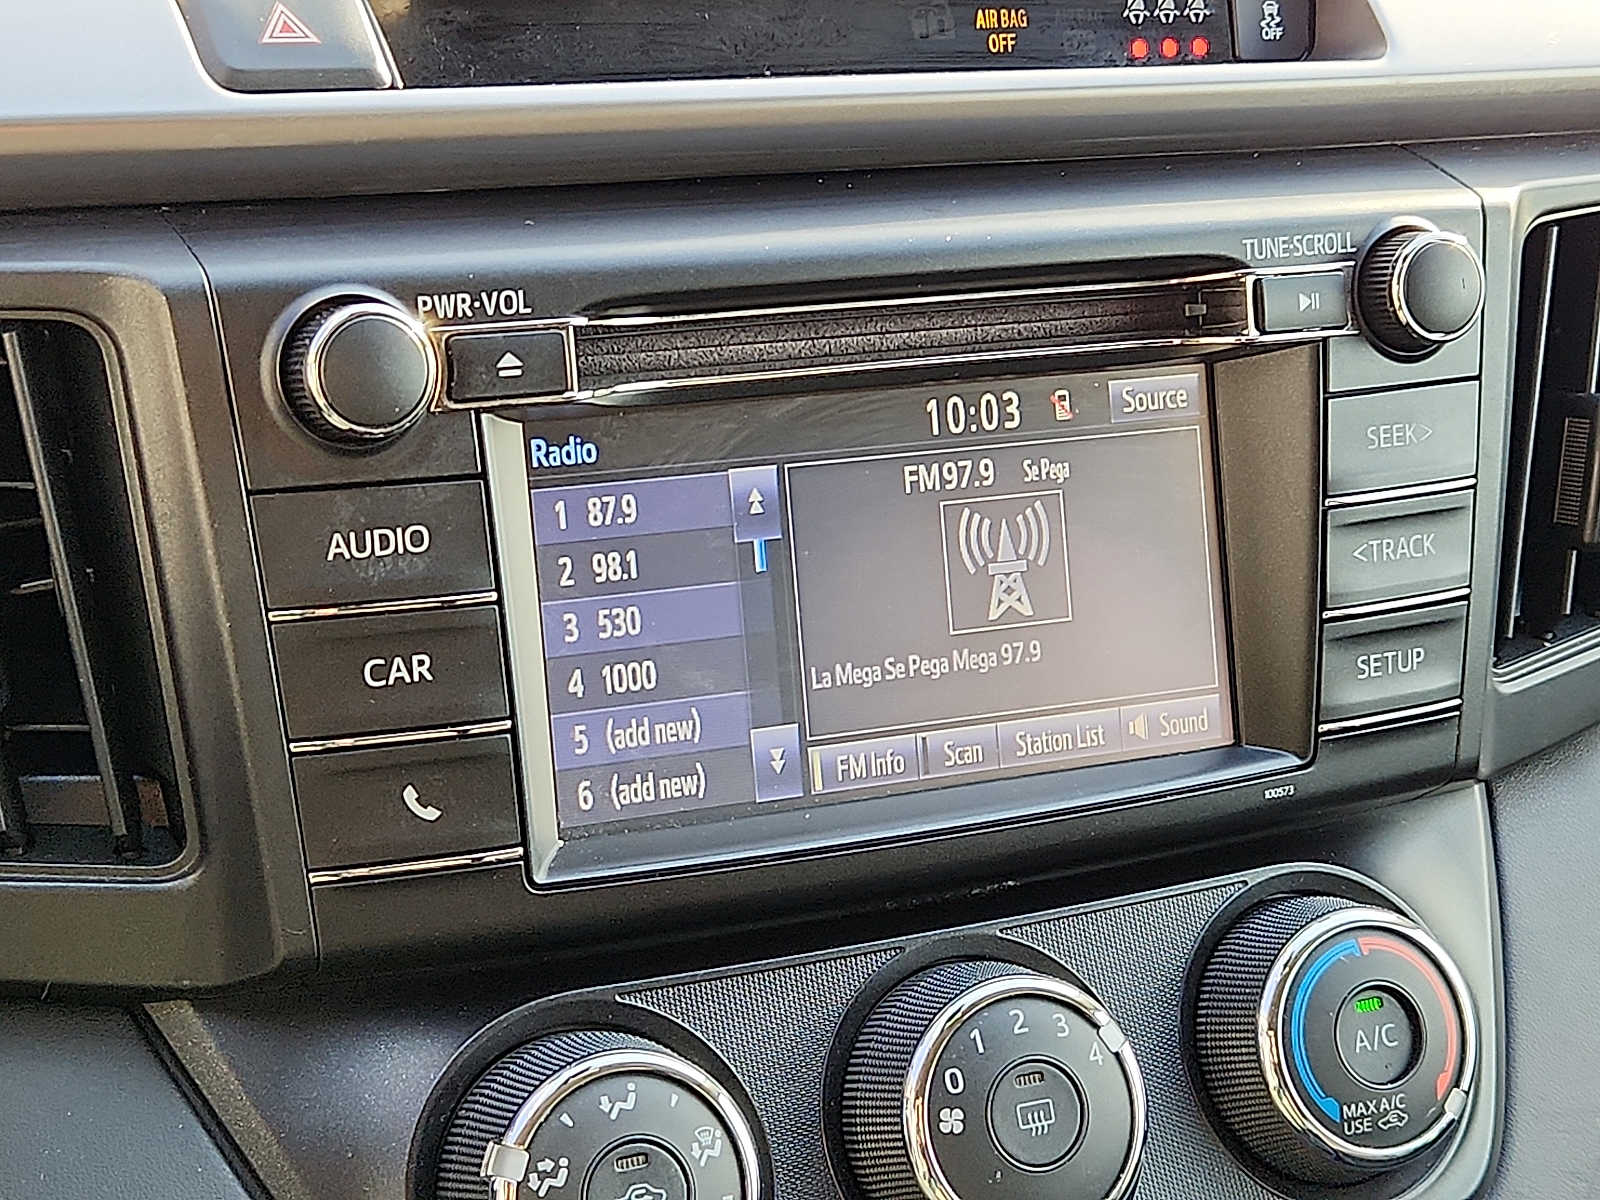 AIR BAG
OFF
OFF
PWR·VOL
TUNE·SCROLL
10:03
Source
Radio
FM97.9 Se Pega
1 87.9
2 98.1
3 530
4 1000
5 (add new)
6 (add new)
La Mega Se Pega Mega 97.9
FM Info
Scan
Station List
Sound
AUDIO
CAR
SEEK>
<TRACK
SETUP
100573
0 1 2 3 4
A/C
MAX A/C
USE